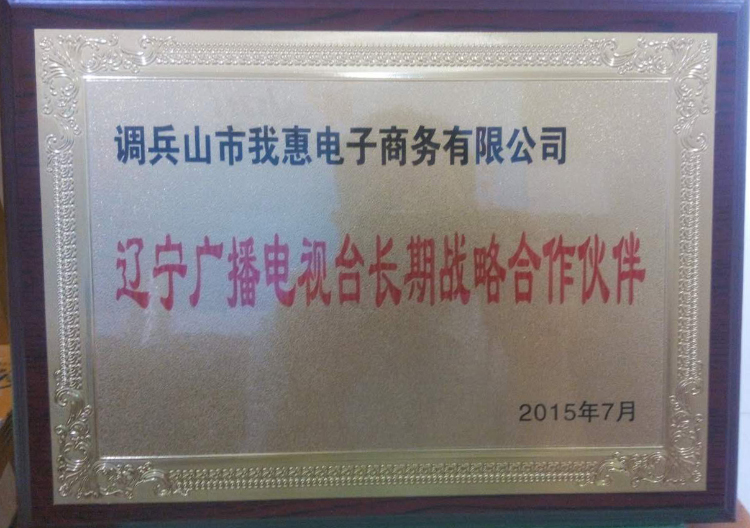 调兵山市我惠电子商务有限公司
辽宁广播电视台长期战略合作伙伴
2015年7月